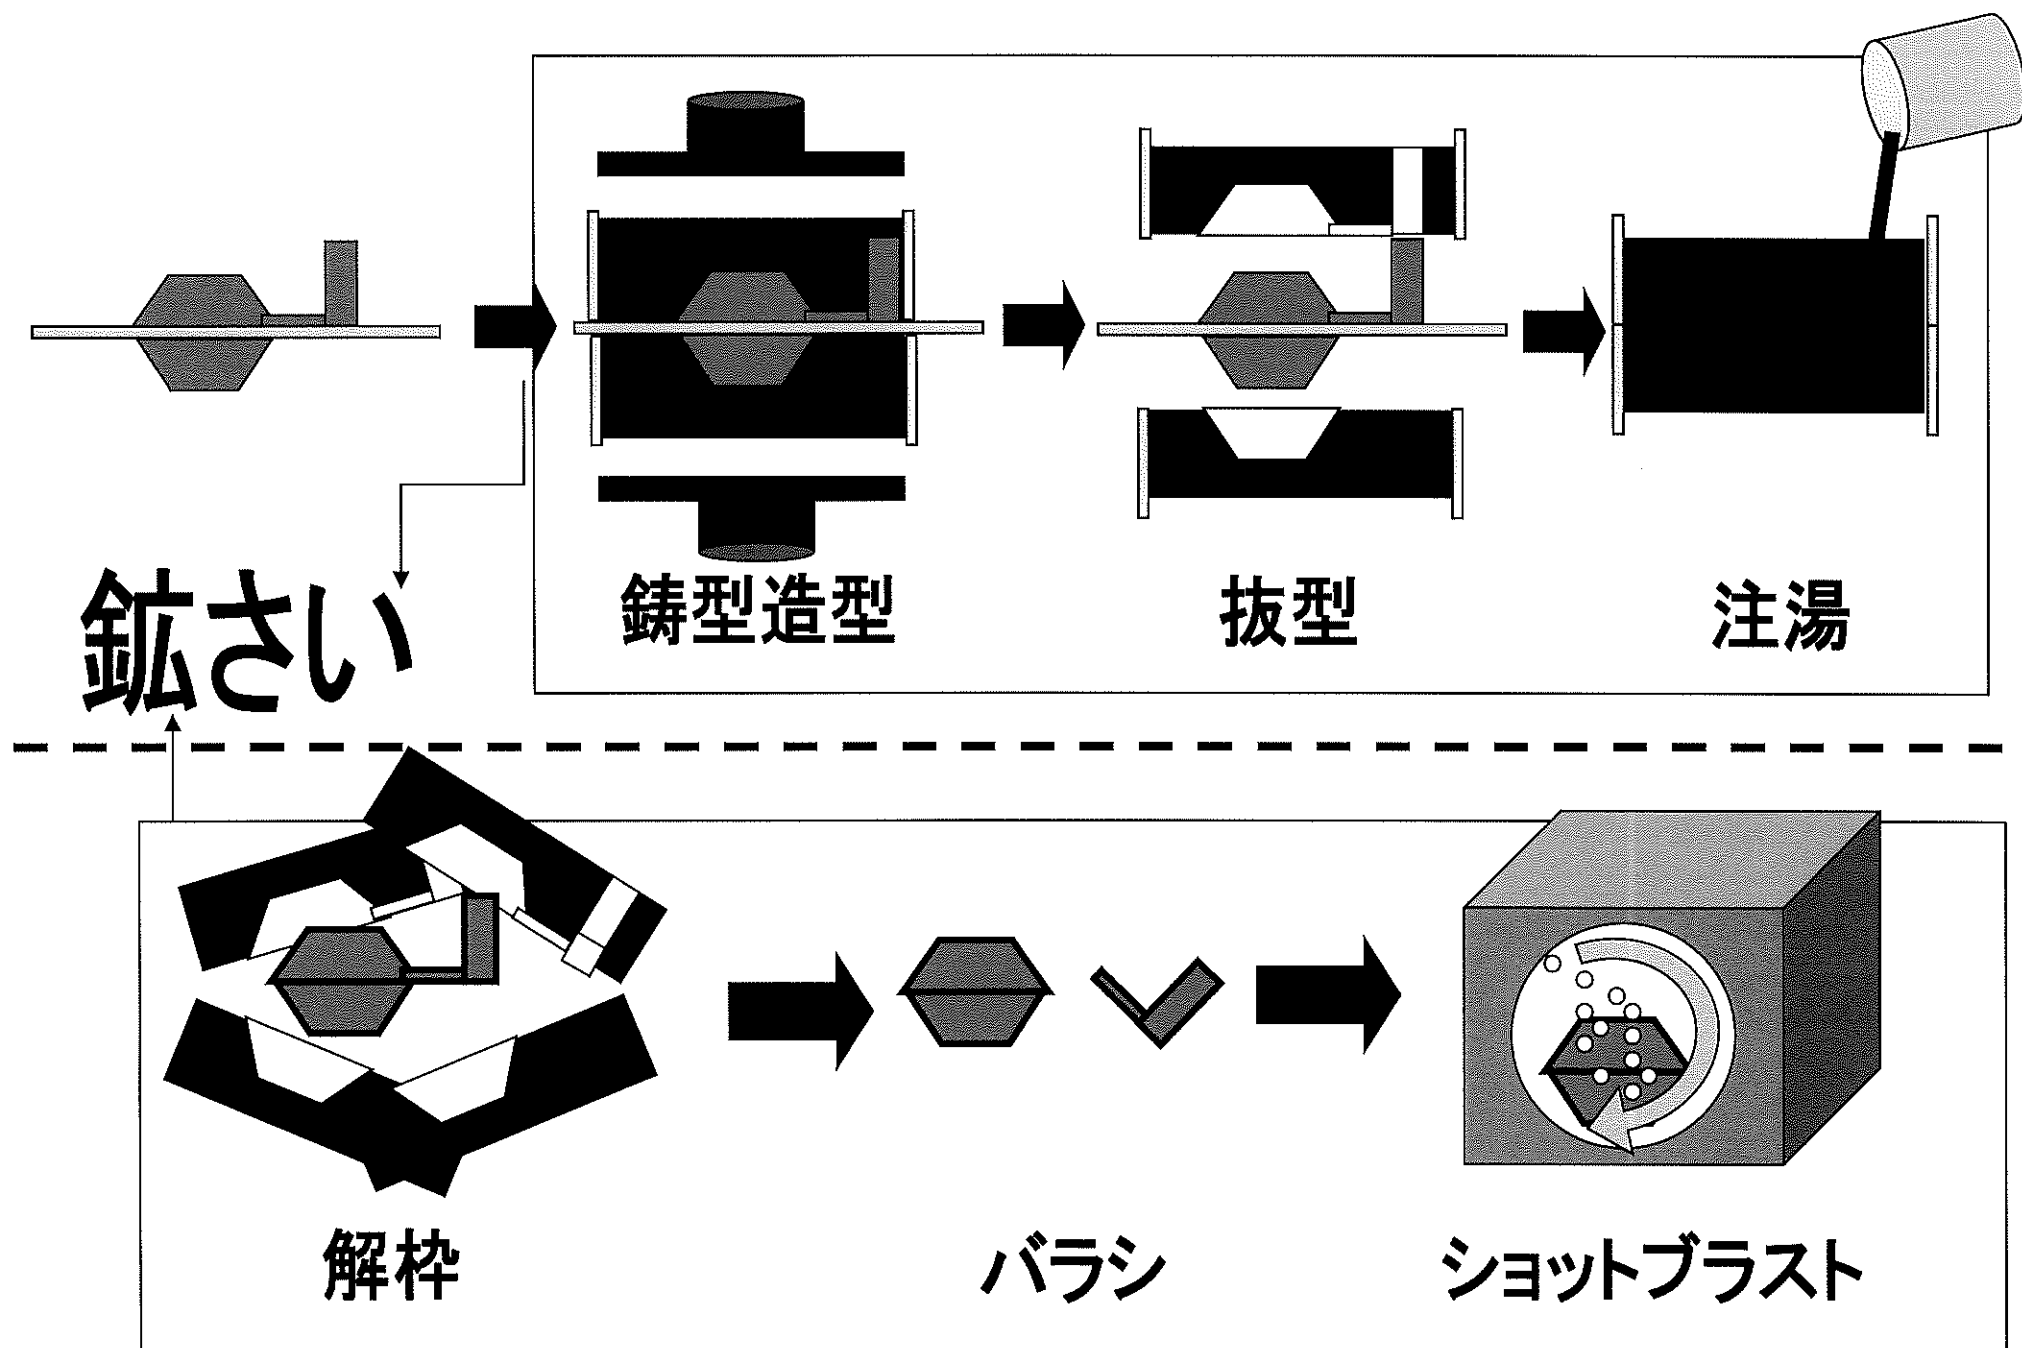 鋳型造型
抜型
注湯
鉱さい
解枠
バラシ
ショットブラスト